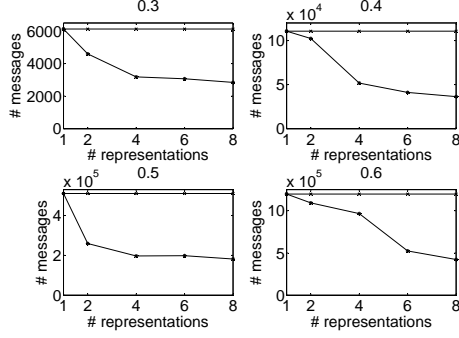 0.3
6000
4000
2000
0
# messages
1 2 4 6 8
# representations
0.4
x 10^4
10
5
0
# messages
1 2 4 6 8
# representations
0.5
x 10^5
4
2
0
# messages
1 2 4 6 8
# representations
0.6
x 10^5
10
5
0
# messages
1 2 4 6 8
# representations